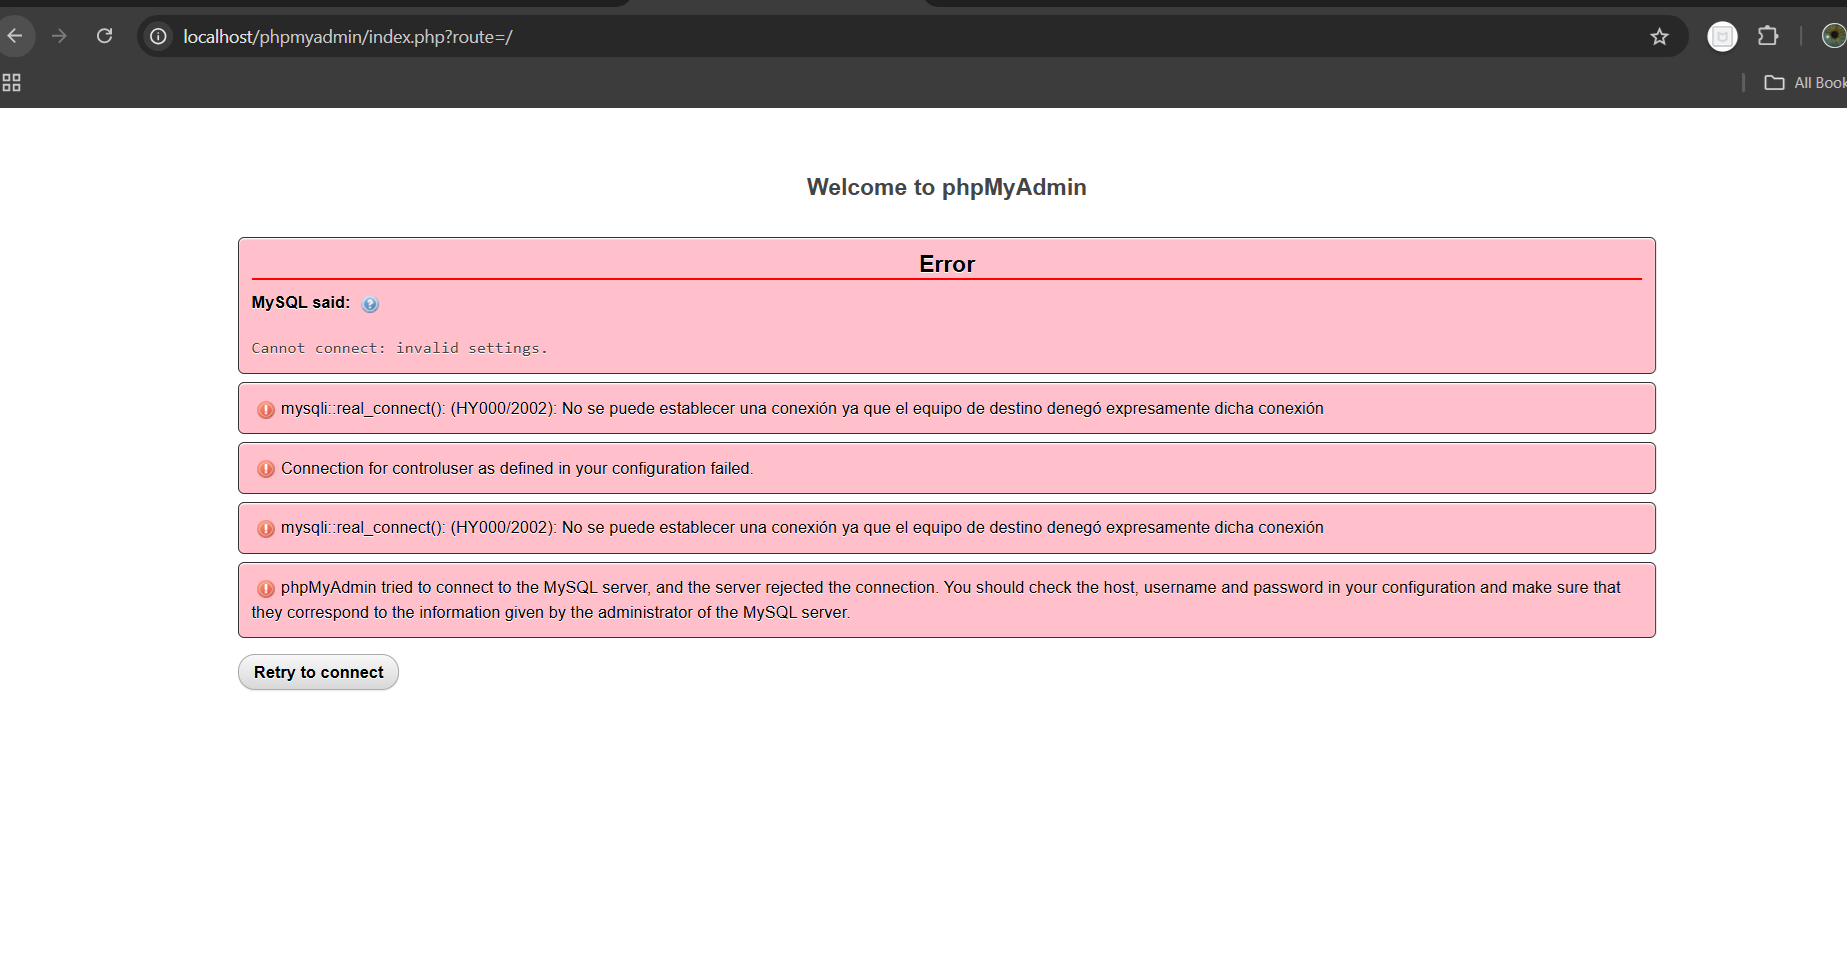 localhost/phpmyadmin/index.php?route=/
All Book
Welcome to phpMyAdmin
Error
MySQL said:
Cannot connect: invalid settings.
mysqli::real_connect(): (HY000/2002): No se puede establecer una conexión ya que el equipo de destino denegó expresamente dicha conexión
Connection for controluser as defined in your configuration failed.
mysqli::real_connect(): (HY000/2002): No se puede establecer una conexión ya que el equipo de destino denegó expresamente dicha conexión
phpMyAdmin tried to connect to the MySQL server, and the server rejected the connection. You should check the host, username and password in your configuration and make sure that
they correspond to the information given by the administrator of the MySQL server.
Retry to connect